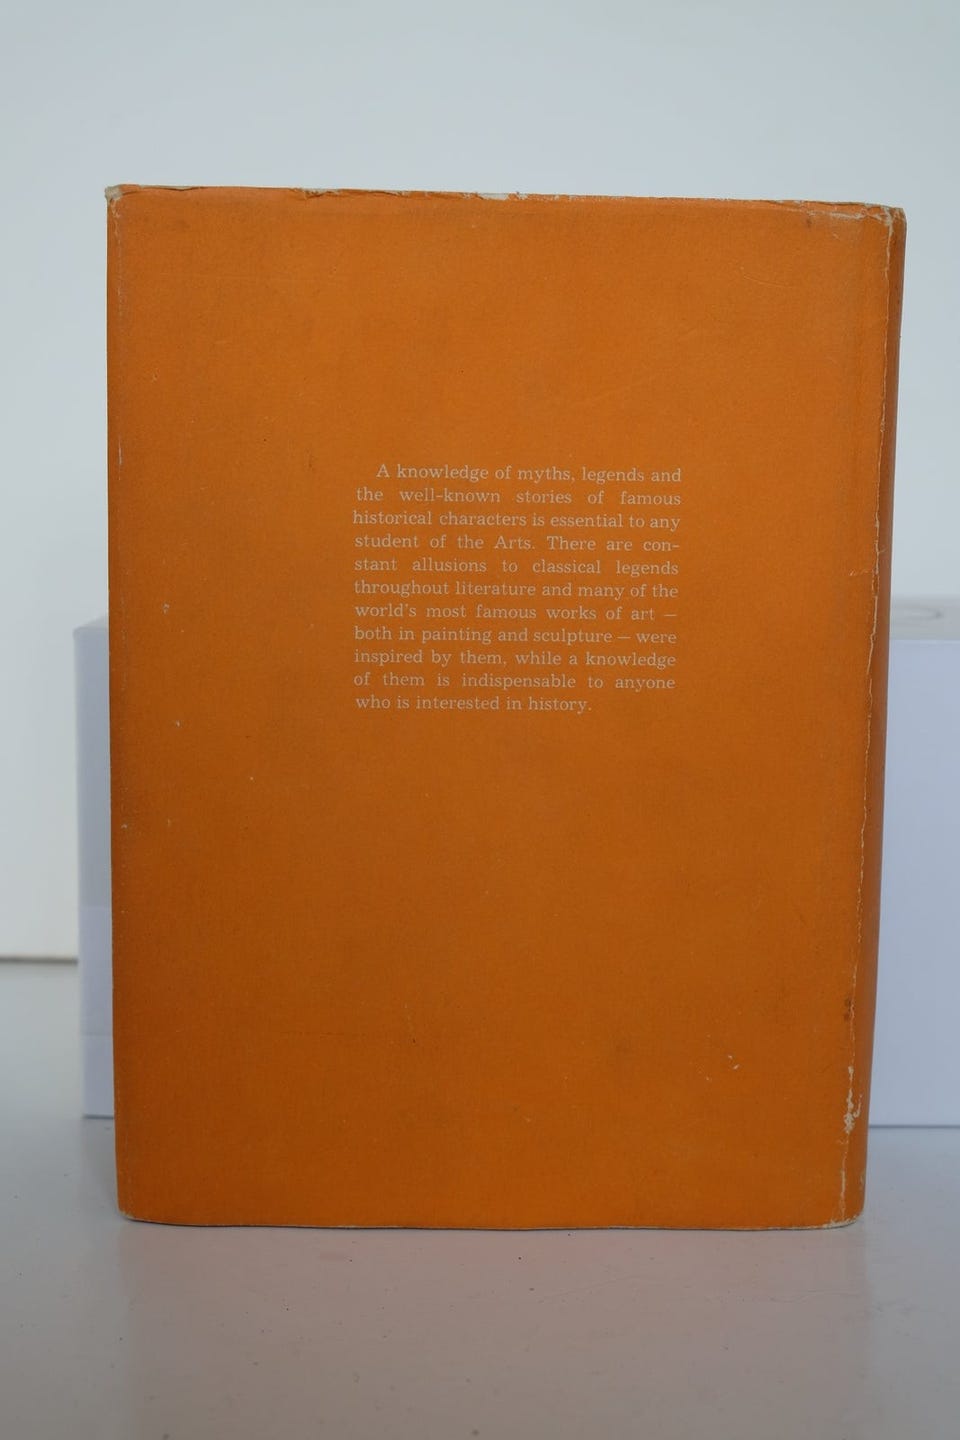 A knowledge of myths, legends and
the well-known stories of famous
historical characters is essential to any
student of the Arts. There are con-
stant allusions to classical legends
throughout literature and many of the
world's most famous works of art —
both in painting and sculpture — were
inspired by them, while a knowledge
of them is indispensable to anyone
who is interested in history.